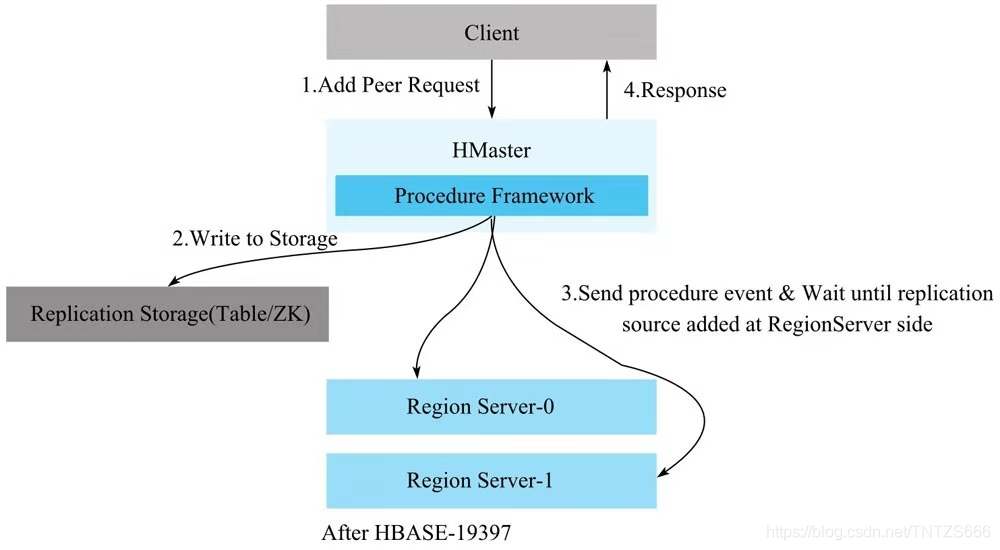 Client
1.Add Peer Request
4.Response
HMaster
Procedure Framework
2.Write to Storage
Replication Storage(Table/ZK)
3.Send procedure event & Wait until replication
source added at RegionServer side
Region Server-0
Region Server-1
After HBASE-19397
https://blog.csdn.net/TNTZS666